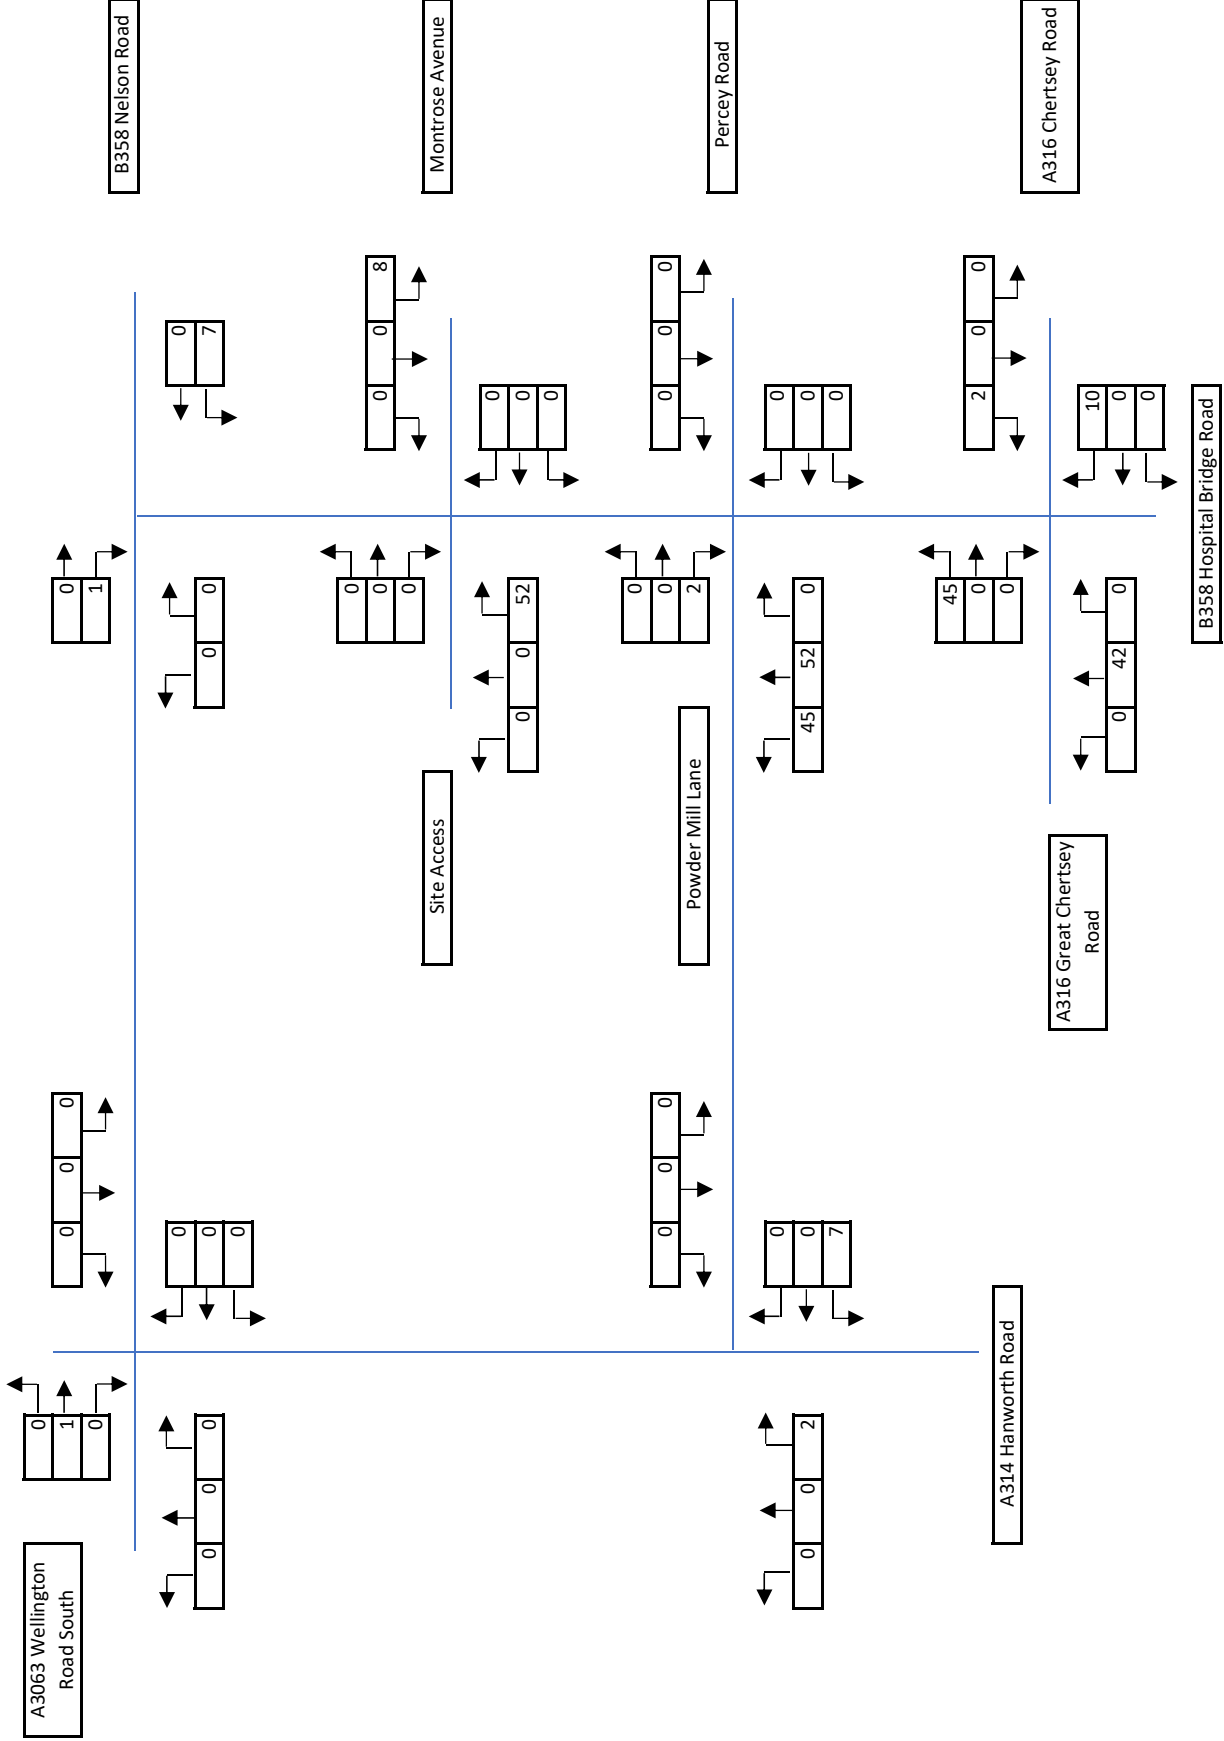 A3063 Wellington
Road South
0
1
0
0 0 0
0
1
B358 Nelson Road
0 0 0
0
0
0
0 0
0
7
0
0
0
0 0 8
Site Access
Montrose Avenue
0 0 52
0
0
0
0 0 0
0
0
2
0 0 0
Powder Mill Lane
Percey Road
0 0 2
0
0
7
45 52 0
0
0
0
45
0
0
2 0 0
A314 Hanworth Road
A316 Great Chertsey
Road
A316 Chertsey Road
0 42 0
10
0
0
B358 Hospital Bridge Road